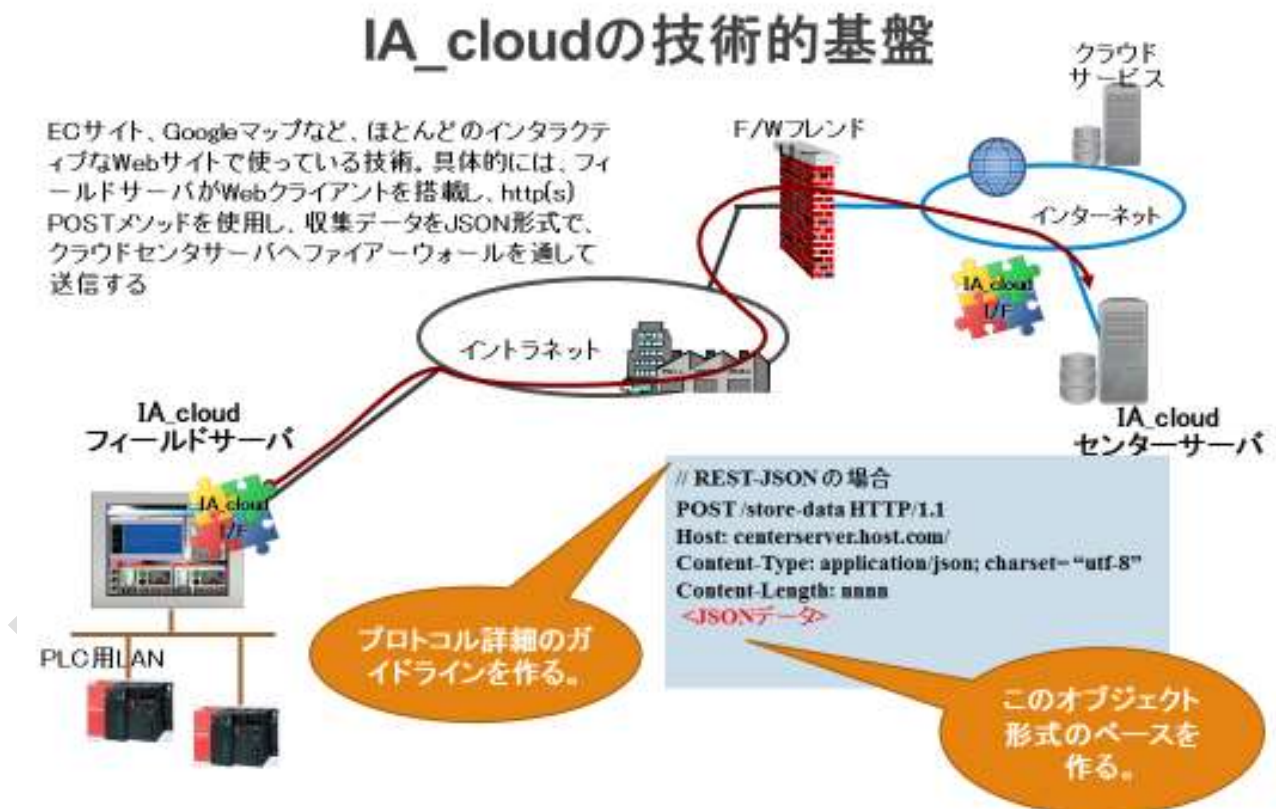 IA_cloudの技術的基盤
クラウド
サービス
ECサイト、Googleマップなど、ほとんどのインタラクテ
ィブなWebサイトで使っている技術。具体的には、フィ
ールドサーバがWebクライアントを搭載し、http(s)
POSTメソッドを使用し、収集データをJSON形式で、
クラウドセンタサーバへファイアーウォールを通して
送信する
F/Wフレンド
インターネット
IA_cloud
I/F
イントラネット
IA_cloud
センターサーバ
IA_cloud
フィールドサーバ
IA_cloud
I/F
// REST-JSONの場合
POST /store-data HTTP/1.1
Host: centerserver.host.com/
Content-Type: application/json; charset= “utf-8”
Content-Length: nnnn
<JSONデータ>
プロトコル詳細のガ
イドラインを作る。
PLC用LAN
このオブジェクト
形式のベースを
作る。